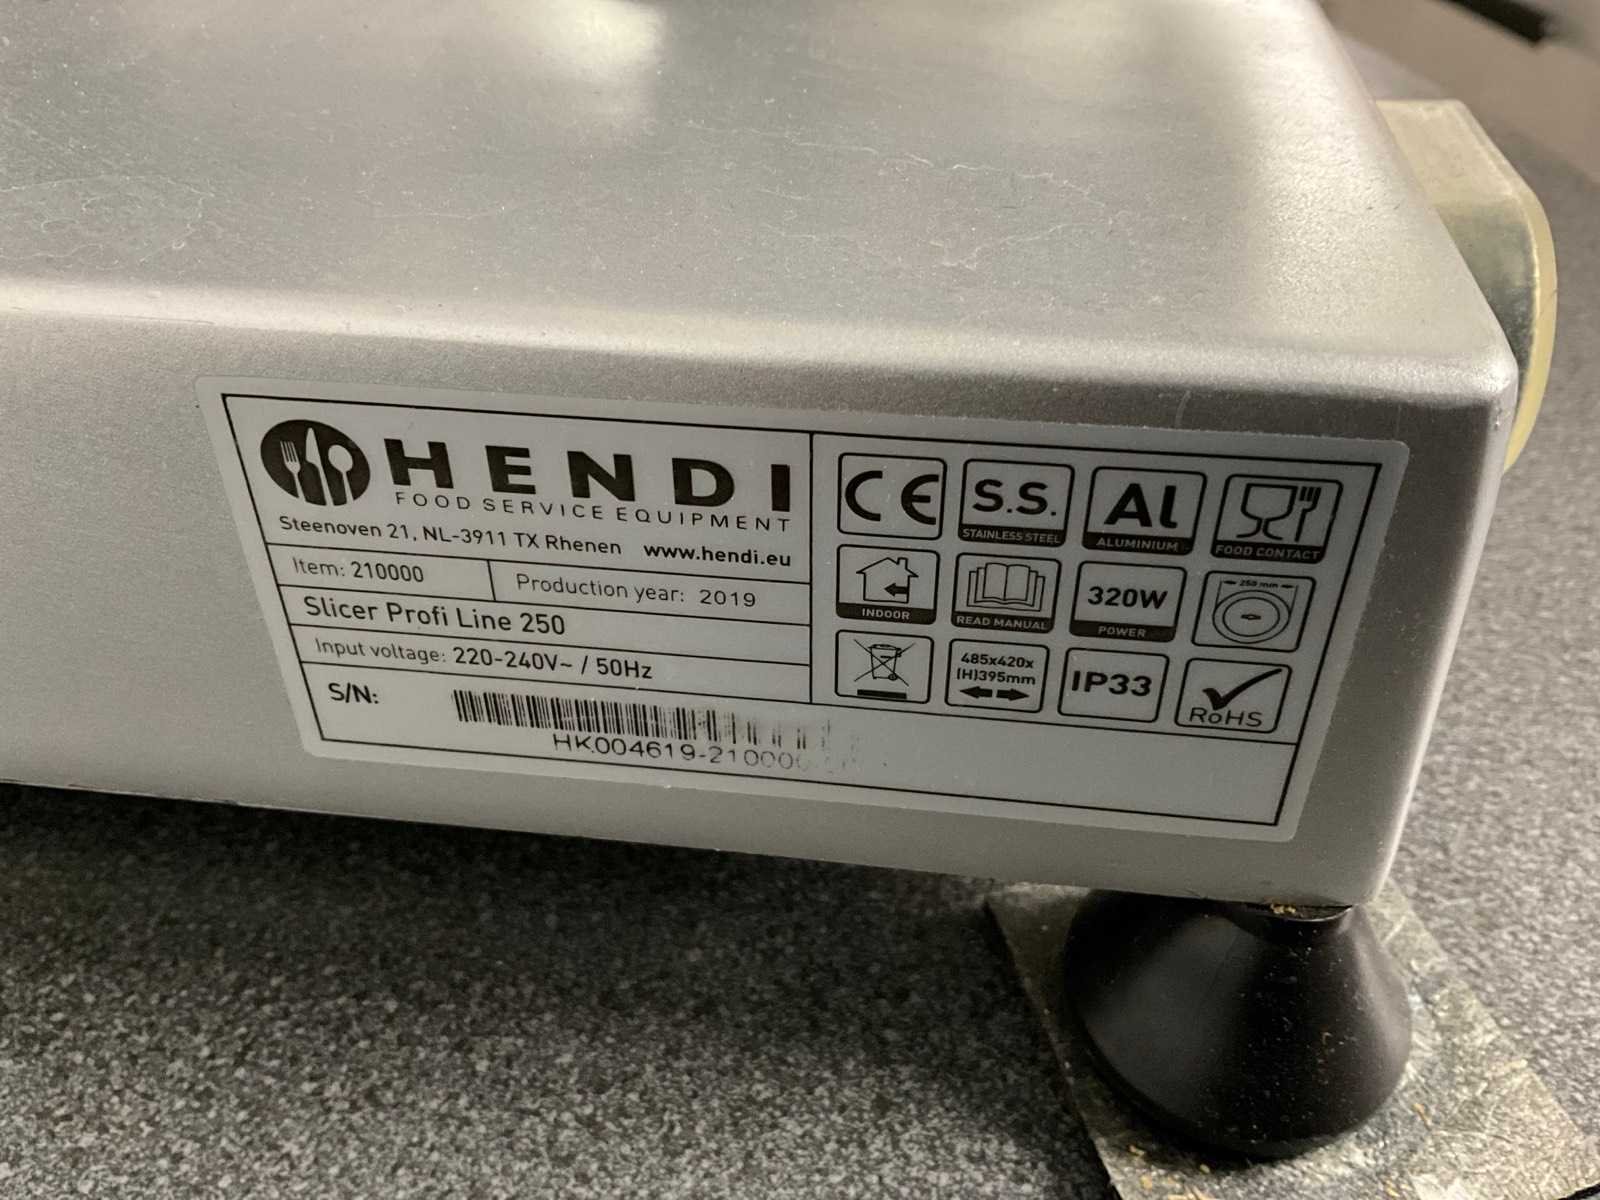 HENDI
FOOD SERVICE EQUIPMENT
Steenoven 21, NL-3911 TX Rhenen www.hendi.eu
Item: 210000 Production year: 2019
Slicer Profi Line 250
Input voltage: 220-240V~ / 50Hz
S/N:
HK004619-210000
CE
S.S.
STAINLESS STEEL
Al
ALUMINIUM
FOOD CONTACT
INDOOR
READ MANUAL
320W
POWER
250 mm
485x420x
(H)395mm
IP33
RoHS